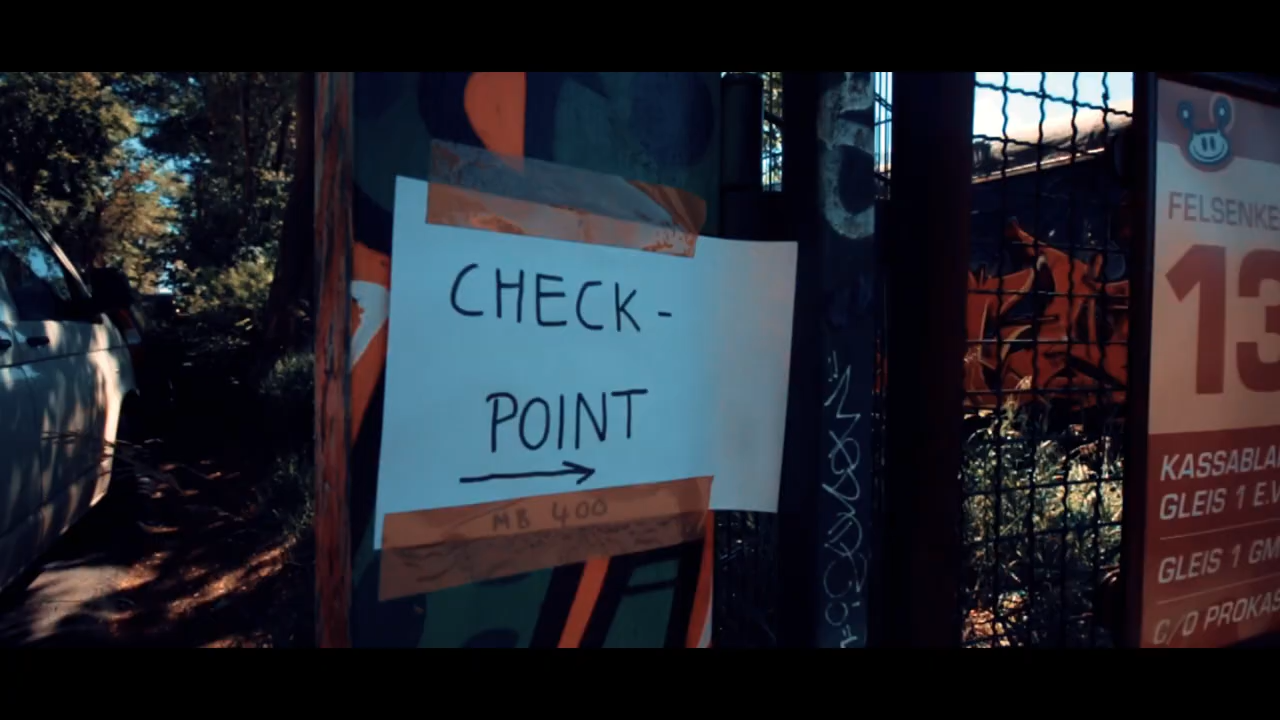 CHECK-
POINT
MB 400
FELSENKE
13
KASSABLA
GLEIS 1 E.V
GLEIS 1 GM
C/O PROKAS